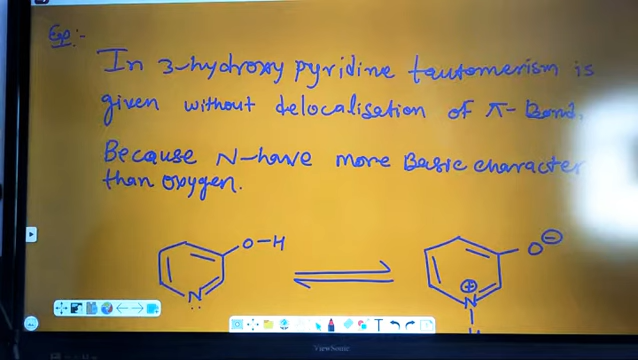 Exp:-
In 3-hydroxy pyridine tautomerism is
given without delocalisation of π-Bond.
Because N-have more Basic character
than oxygen.
O-H
O⊖
N
⊕
N
ViewSonic